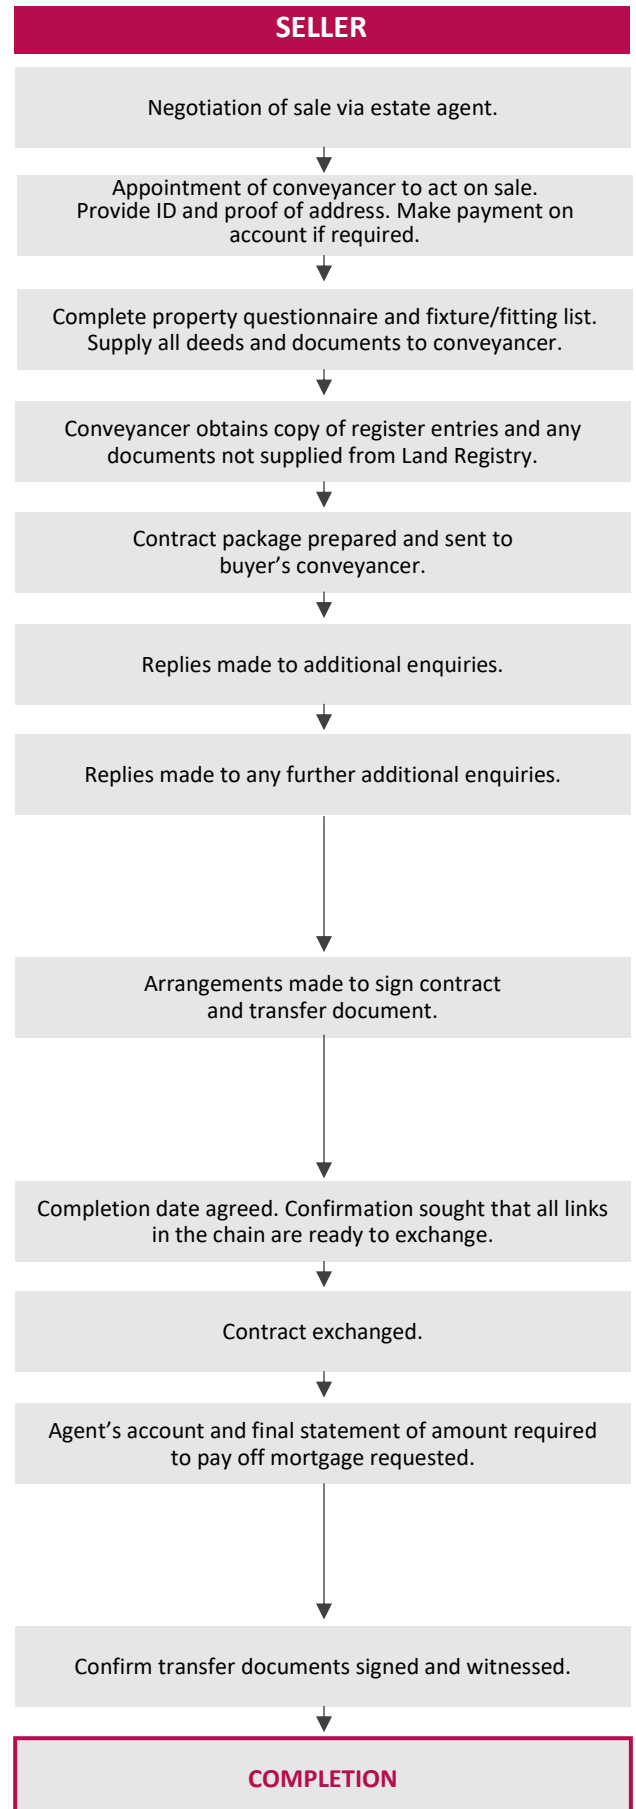 SELLER
Negotiation of sale via estate agent.
Appointment of conveyancer to act on sale.
Provide ID and proof of address. Make payment on
account if required.
Complete property questionnaire and fixture/fitting list.
Supply all deeds and documents to conveyancer.
Conveyancer obtains copy of register entries and any
documents not supplied from Land Registry.
Contract package prepared and sent to
buyer’s conveyancer.
Replies made to additional enquiries.
Replies made to any further additional enquiries.
Arrangements made to sign contract
and transfer document.
Completion date agreed. Confirmation sought that all links
in the chain are ready to exchange.
Contract exchanged.
Agent’s account and final statement of amount required
to pay off mortgage requested.
Confirm transfer documents signed and witnessed.
COMPLETION